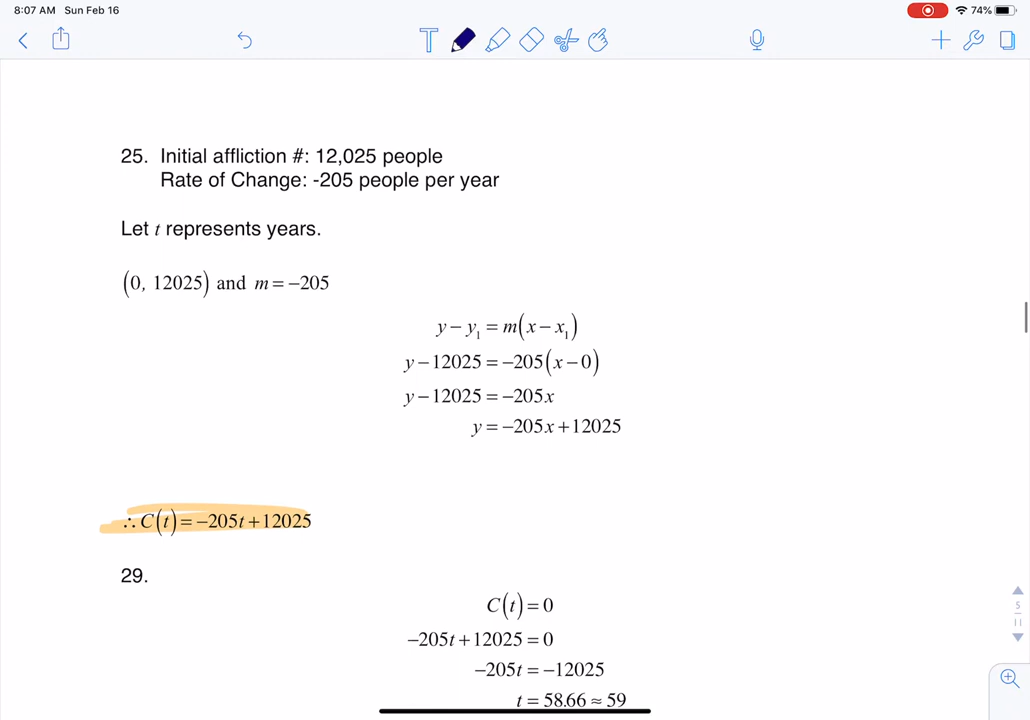 8:07 AM Sun Feb 16
74%
T
25. Initial affliction #: 12,025 people
Rate of Change: -205 people per year
Let t represents years.
(0, 12025) and m = −205
y − y₁ = m(x − x₁)
y − 12025 = −205(x − 0)
y − 12025 = −205x
y = −205x + 12025
∴ C(t) = −205t + 12025
29.
C(t) = 0
−205t + 12025 = 0
−205t = −12025
t = 58.66 ≈ 59
5
11